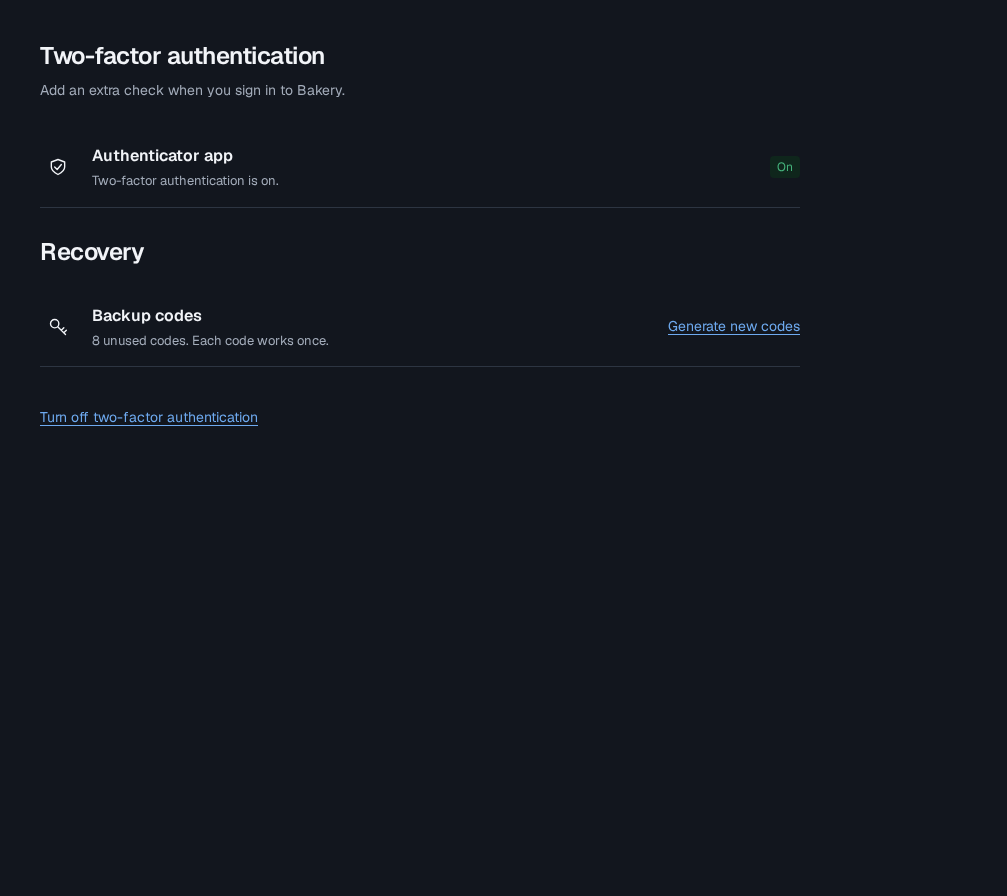 Two-factor authentication
Add an extra check when you sign in to Bakery.
Authenticator app
Two-factor authentication is on.
On
Recovery
Backup codes
8 unused codes. Each code works once.
Generate new codes
Turn off two-factor authentication